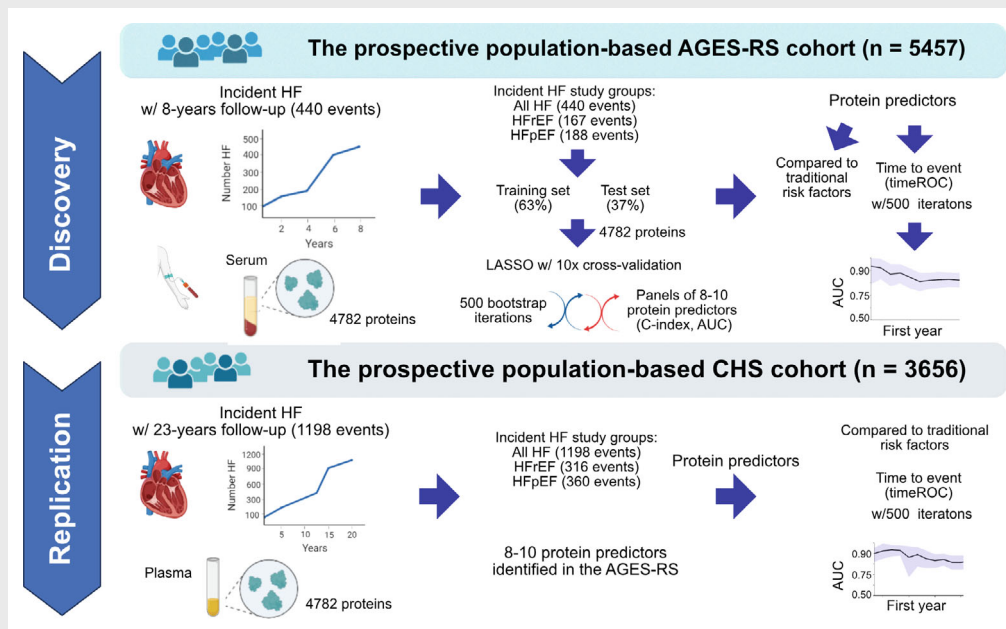 Discovery
The prospective population-based AGES-RS cohort (n = 5457)
Incident HF
w/ 8-years follow-up (440 events)
Number HF
500
400
300
200
100
2 4 6 8
Years
Serum
4782 proteins
Incident HF study groups:
All HF (440 events)
HFrEF (167 events)
HFpEF (188 events)
Training set
(63%)
Test set
(37%)
4782 proteins
LASSO w/ 10x cross-validation
500 bootstrap
iterations
Panels of 8-10
protein predictors
(C-index, AUC)
Protein predictors
Compared to
traditional
risk factors
Time to event
(timeROC)
w/500 iteratons
AUC
0.90
0.75
0.50
First year
Replication
The prospective population-based CHS cohort (n = 3656)
Incident HF
w/ 23-years follow-up (1198 events)
Number HF
1200
1000
600
300
100
5 10 15 20
Years
Plasma
4782 proteins
Incident HF study groups:
All HF (1198 events)
HFrEF (316 events)
HFpEF (360 events)
8-10 protein predictors
identified in the AGES-RS
Protein predictors
Compared to traditional
risk factors
Time to event
(timeROC)
w/500 iteratons
AUC
0.90
0.75
0.50
First year